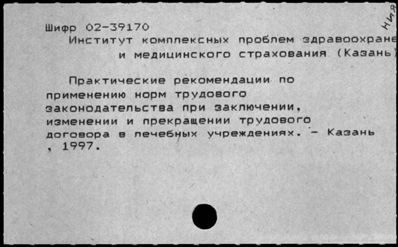 Шифр 02-39170
Институт комплексных проблем здравоохране
и медицинского страхования (Казань)
Практические рекомендации по
применению норм трудового
законодательства при заключении,
изменении и прекращении трудового
договора в лечебных учреждениях. - Казань
, 1997.